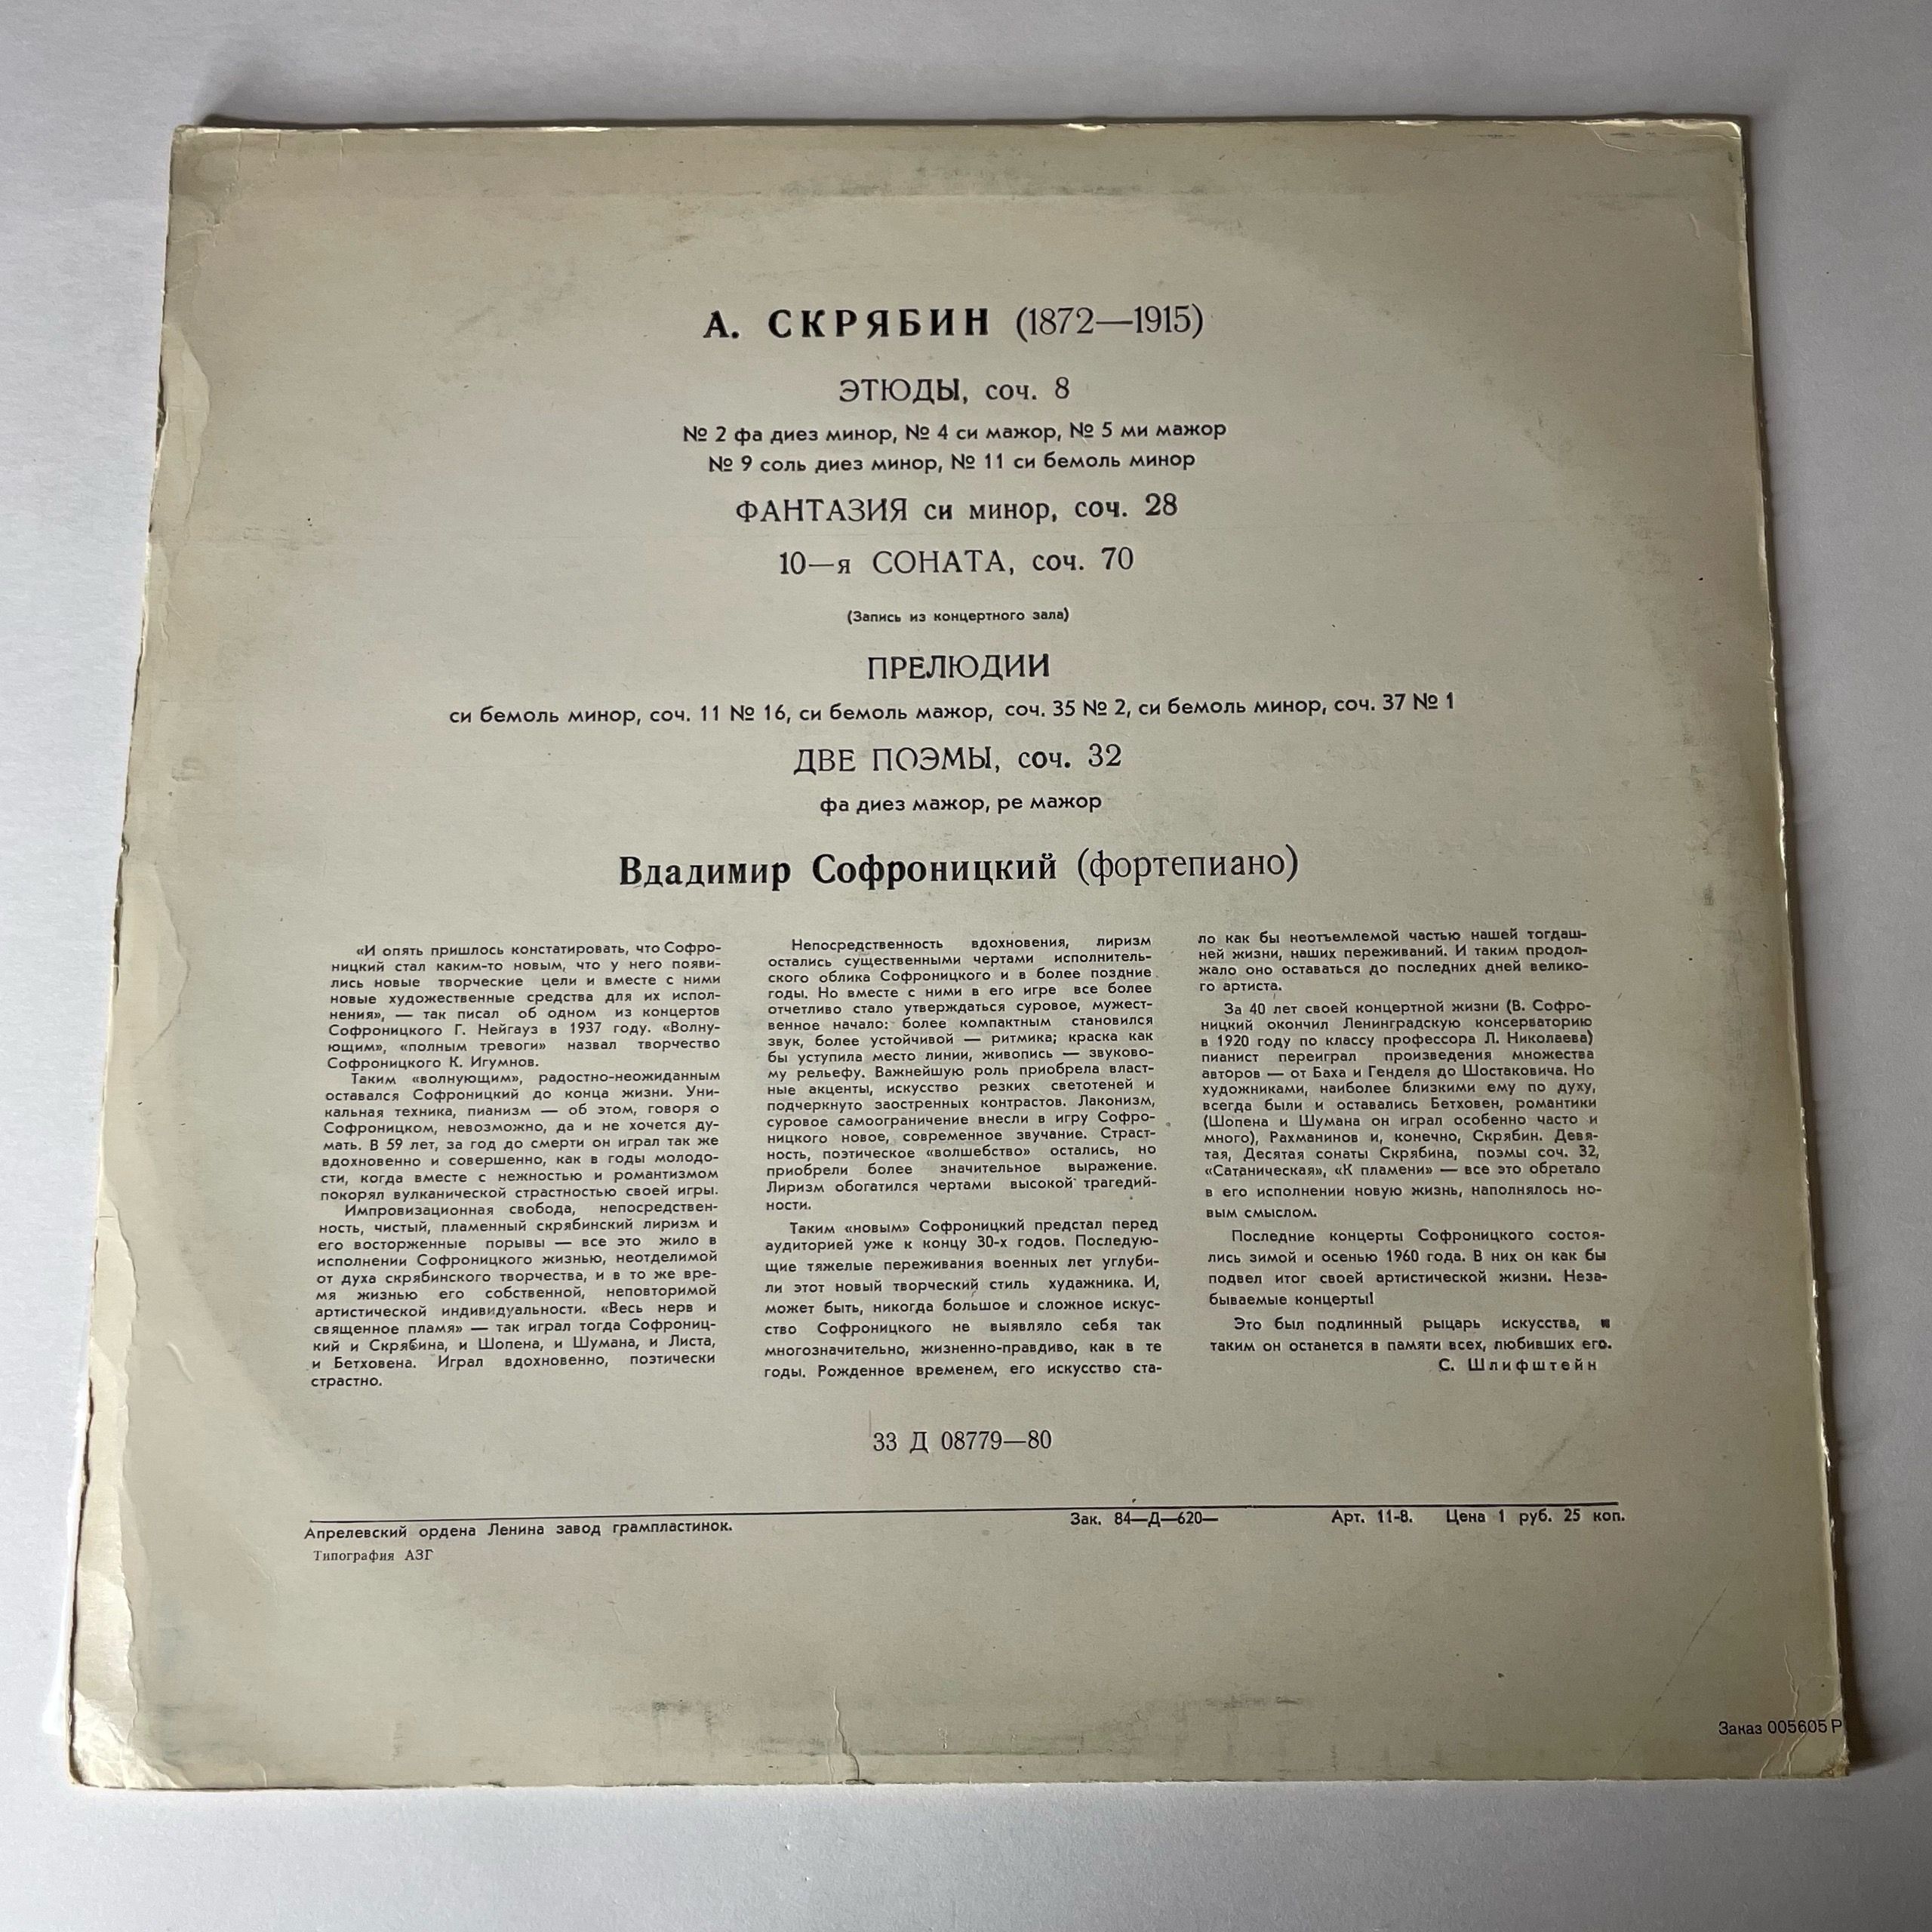 А. СКРЯБИН (1872—1915)
ЭТЮДЫ, соч. 8
№ 2 фа диез минор, № 4 си мажор, № 5 ми мажор
№ 9 соль диез минор, № 11 си бемоль минор
ФАНТАЗИЯ си минор, соч. 28
10—я СОНАТА, соч. 70
(Запись из концертного зала)
ПРЕЛЮДИИ
си бемоль минор, соч. 11 № 16, си бемоль мажор, соч. 35 № 2, си бемоль минор, соч. 37 № 1
ДВЕ ПОЭМЫ, соч. 32
фа диез мажор, ре мажор
Владимир Софроницкий (фортепиано)
«И опять пришлось констатировать, что Софро-
ницкий стал каким-то новым, что у него появи-
лись новые творческие цели и вместе с ними
новые художественные средства для их испол-
нения», — так писал об одном из концертов
Софроницкого Г. Нейгауз в 1937 году. «Волну-
ющим», «полным тревоги» назвал творчество
Софроницкого К. Игумнов.
Таким «волнующим», радостно-неожиданным
оставался Софроницкий до конца жизни. Уни-
кальная техника, пианизм — об этом, говоря о
Софроницком, невозможно, да и не хочется ду-
мать. В 59 лет, за год до смерти он играл так же
вдохновенно и совершенно, как в годы молодо-
сти, когда вместе с нежностью и романтизмом
покорял вулканической страстностью своей игры.
Импровизационная свобода, непосредствен-
ность, чистый, пламенный скрябинский лиризм и
его восторженные порывы — все это жило в
исполнении Софроницкого жизнью, неотделимой
от духа скрябинского творчества, и в то же вре-
мя жизнью его собственной, неповторимой
артистической индивидуальности. «Весь нерв и
священное пламя» — так играл тогда Софрониц-
кий и Скрябина, и Шопена, и Шумана, и Листа,
и Бетховена. Играл вдохновенно, поэтически
страстно.
Непосредственность вдохновения, лиризм
остались существенными чертами исполнитель-
ского облика Софроницкого и в более поздние
годы. Но вместе с ними в его игре все более
отчетливо стало утверждаться суровое, мужест-
венное начало: более компактным становился
звук, более устойчивой — ритмика; краска как
бы уступила место линии, живопись — звуково-
му рельефу. Важнейшую роль приобрела власт-
ные акценты, искусство резких светотеней и
подчеркнуто заостренных контрастов. Лаконизм,
суровое самоограничение внесли в игру Софро-
ницкого новое, современное звучание. Страст-
ность, поэтическое «волшебство» остались, но
приобрели более значительное выражение.
Лиризм обогатился чертами высокой трагедий-
ности.
Таким «новым» Софроницкий предстал перед
аудиторией уже к концу 30-х годов. Последую-
щие тяжелые переживания военных лет углуби-
ли этот новый творческий стиль художника. И,
может быть, никогда большое и сложное искус-
ство Софроницкого не выявляло себя так
многозначительно, жизненно-правдиво, как в те
годы. Рожденное временем, его искусство ста-
ло как бы неотъемлемой частью нашей тогдаш-
ней жизни, наших переживаний. И таким продол-
жало оно оставаться до последних дней велико-
го артиста.
За 40 лет своей концертной жизни (В. Софро-
ницкий окончил Ленинградскую консерваторию
в 1920 году по классу профессора Л. Николаева)
пианист переиграл произведения множества
авторов — от Баха и Генделя до Шостаковича. Но
художниками, наиболее близкими ему по духу,
всегда были и оставались Бетховен, романтики
(Шопена и Шумана он играл особенно часто и
много), Рахманинов и, конечно, Скрябин. Девя-
тая, Десятая сонаты Скрябина, поэмы соч. 32,
«Сатаническая», «К пламени» — все это обретало
в его исполнении новую жизнь, наполнялось но-
вым смыслом.
Последние концерты Софроницкого состоя-
лись зимой и осенью 1960 года. В них он как бы
подвел итог своей артистической жизни. Неза-
бываемые концерты!
Это был подлинный рыцарь искусства, и
таким он останется в памяти всех, любивших его.
С. Шлифштейн
33 Д 08779—80
Апрелевский ордена Ленина завод грампластинок. Зак. 84—Д—620— Арт. 11-8. Цена 1 руб. 25 коп.
Типография АЗГ
Заказ 005605 Р